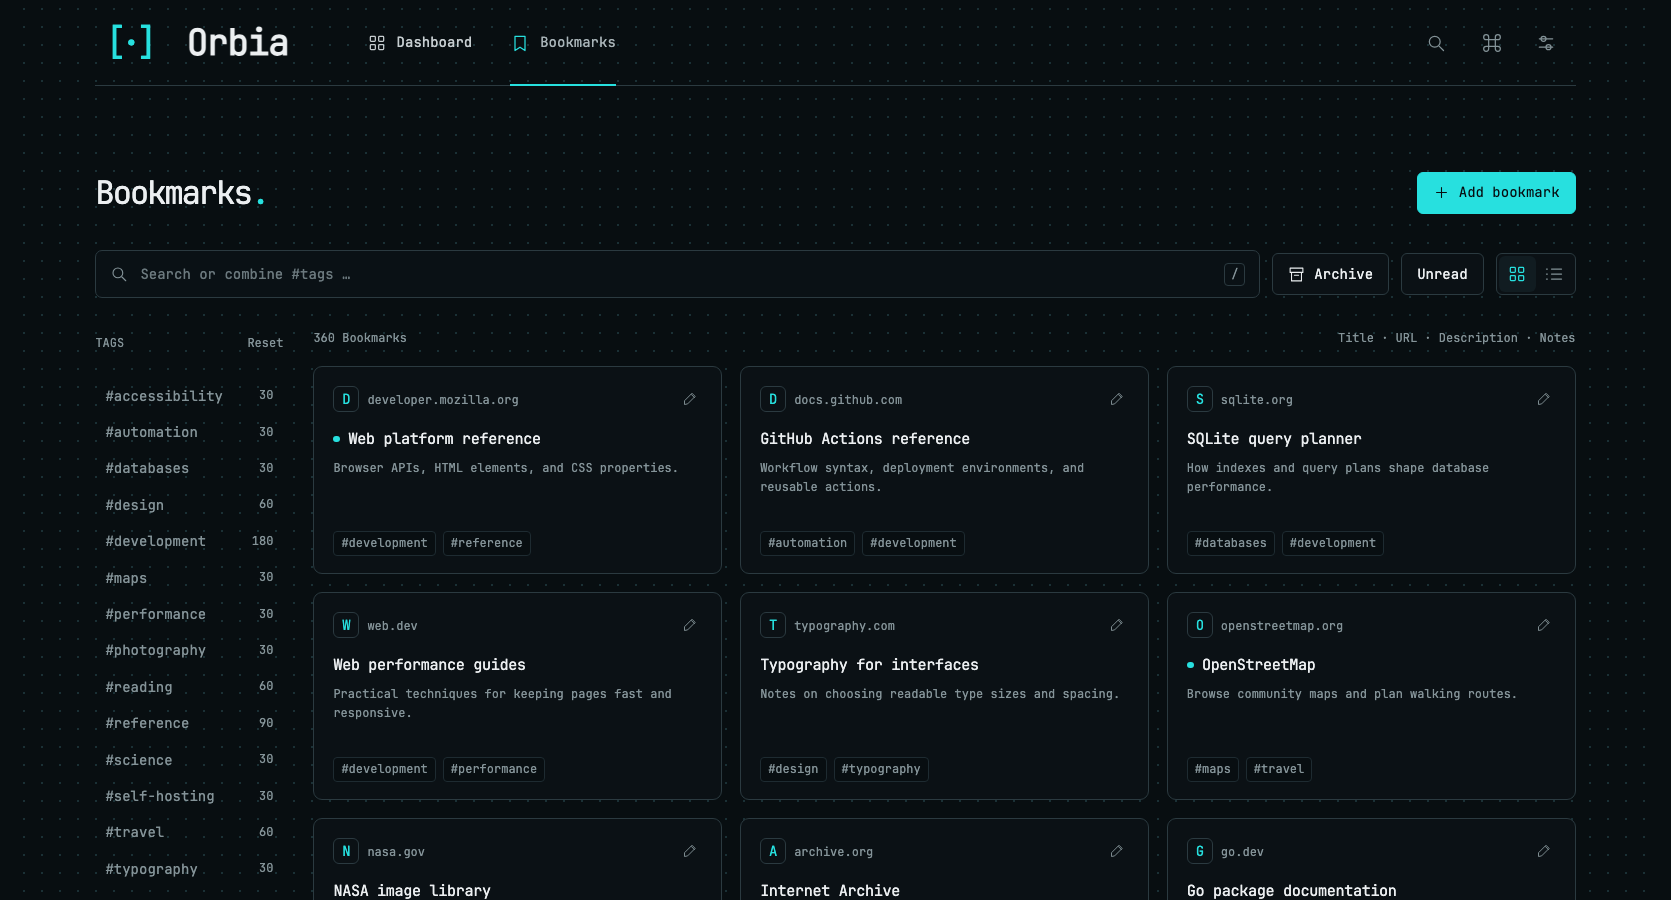 [·] Orbia
Dashboard
Bookmarks
Bookmarks.
+ Add bookmark
Search or combine #tags …
/
Archive
Unread
TAGS Reset
#accessibility 30
#automation 30
#databases 30
#design 60
#development 180
#maps 30
#performance 30
#photography 30
#reading 60
#reference 90
#science 30
#self-hosting 30
#travel 60
#typography 30
360 Bookmarks
Title · URL · Description · Notes
D developer.mozilla.org
Web platform reference
Browser APIs, HTML elements, and CSS properties.
#development #reference
D docs.github.com
GitHub Actions reference
Workflow syntax, deployment environments, and
reusable actions.
#automation #development
S sqlite.org
SQLite query planner
How indexes and query plans shape database
performance.
#databases #development
W web.dev
Web performance guides
Practical techniques for keeping pages fast and
responsive.
#development #performance
T typography.com
Typography for interfaces
Notes on choosing readable type sizes and spacing.
#design #typography
O openstreetmap.org
OpenStreetMap
Browse community maps and plan walking routes.
#maps #travel
N nasa.gov
NASA image library
A archive.org
Internet Archive
G go.dev
Go package documentation